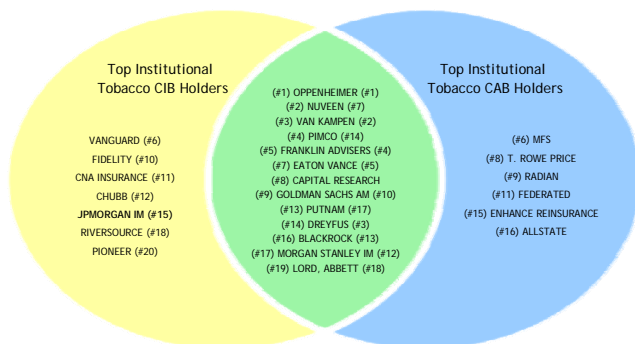 Top Institutional
Tobacco CIB Holders
VANGUARD (#6)
FIDELITY (#10)
CNA INSURANCE (#11)
CHUBB (#12)
JPMORGAN IM (#15)
RIVERSOURCE (#18)
PIONEER (#20)
(#1) OPPENHEIMER (#1)
(#2) NUVEEN (#7)
(#3) VAN KAMPEN (#2)
(#4) PIMCO (#14)
(#5) FRANKLIN ADVISERS (#4)
(#7) EATON VANCE (#5)
(#8) CAPITAL RESEARCH
(#9) GOLDMAN SACHS AM (#10)
(#13) PUTNAM (#17)
(#14) DREYFUS (#3)
(#16) BLACKROCK (#13)
(#17) MORGAN STANLEY IM (#12)
(#19) LORD, ABBETT (#18)
Top Institutional
Tobacco CAB Holders
(#6) MFS
(#8) T. ROWE PRICE
(#9) RADIAN
(#11) FEDERATED
(#15) ENHANCE REINSURANCE
(#16) ALLSTATE